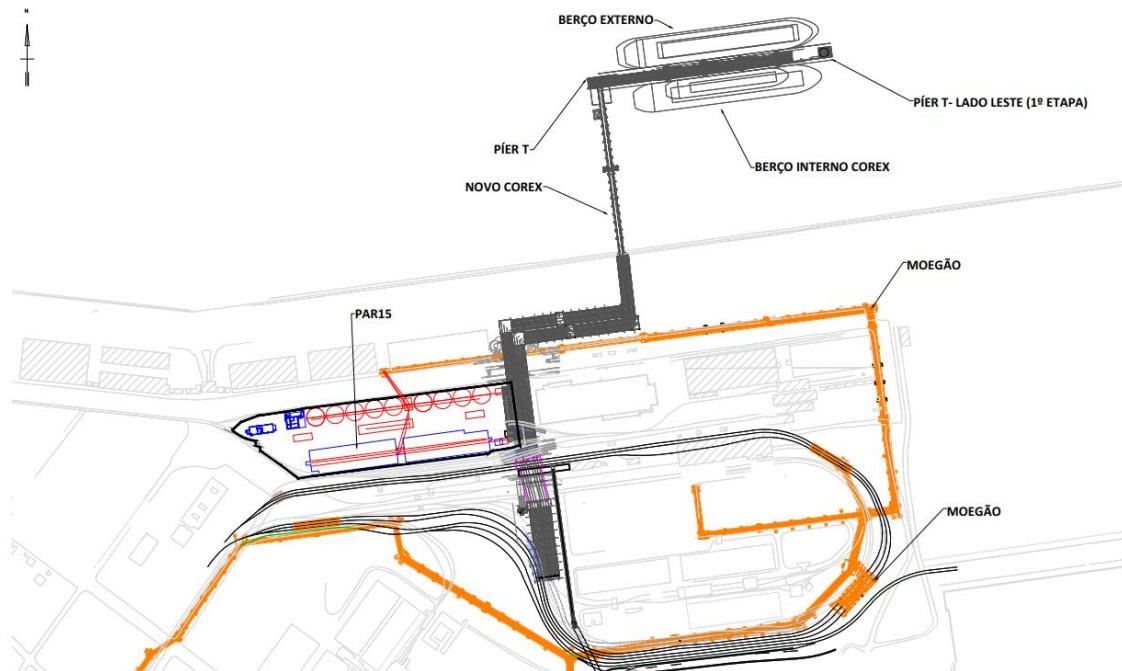 N
BERÇO EXTERNO
PÍER T- LADO LESTE (1º ETAPA)
PÍER T
BERÇO INTERNO COREX
NOVO COREX
MOEGÃO
PAR15
MOEGÃO